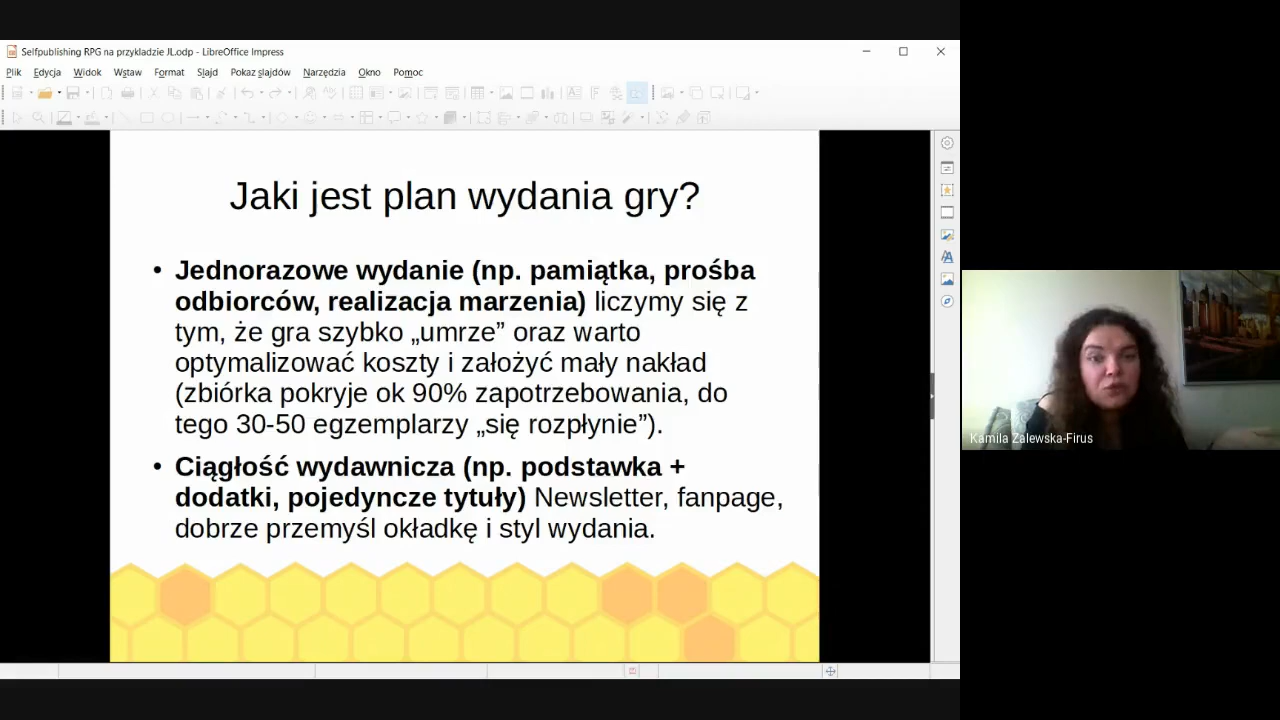 Selfpublishing RPG na przykladzie JL.odp - LibreOffice Impress
Plik Edycja Widok Wstaw Format Slajd Pokaz slajdów Narzędzia Okno Pomoc
Jaki jest plan wydania gry?
• Jednorazowe wydanie (np. pamiątka, prośba
odbiorców, realizacja marzenia) liczymy się z
tym, że gra szybko „umrze” oraz warto
optymalizować koszty i założyć mały nakład
(zbiórka pokryje ok 90% zapotrzebowania, do
tego 30-50 egzemplarzy „się rozpłynie”).
• Ciągłość wydawnicza (np. podstawka +
dodatki, pojedyncze tytuły) Newsletter, fanpage,
dobrze przemyśl okładkę i styl wydania.
Kamila Zalewska-Firus